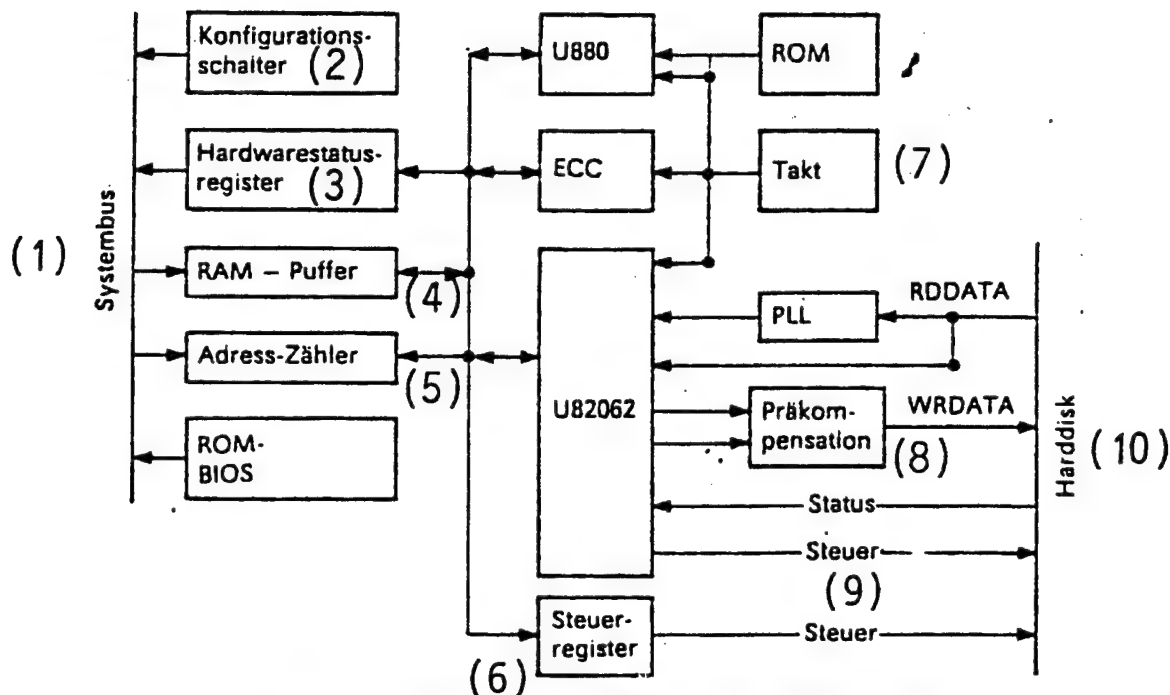 Konfigurations-
schalter (2)
U880
ROM
Hardwarestatus-
register (3)
ECC
Takt
(7)
(1)
Systembus
RAM – Puffer
(4)
RDDATA
PLL
Adress-Zähler
(5)
U82062
Präkom-
pensation
WRDATA
(8)
Harddisk
(10)
ROM-
BIOS
Status
Steuer
(9)
Steuer-
register
(6)
Steuer